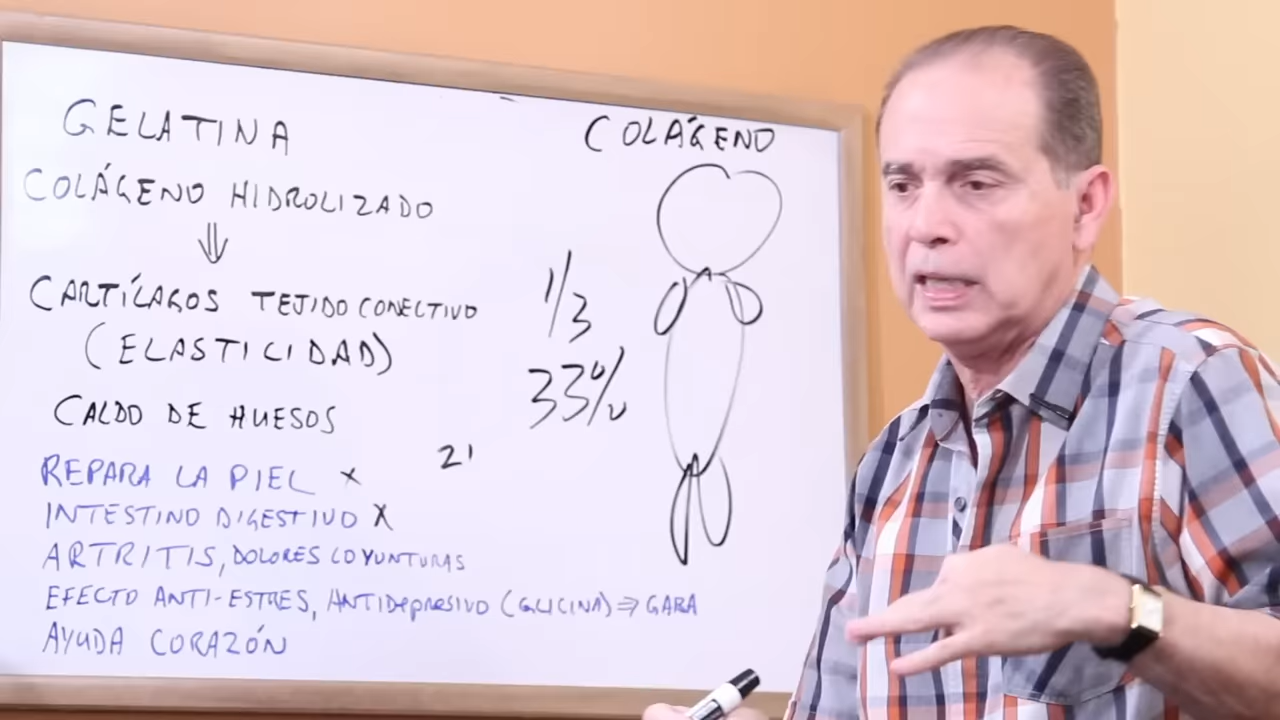 GELATINA
COLÁGENO HIDROLIZADO
⇓
CARTÍLAGOS TEJIDO CONECTIVO
(ELASTICIDAD)
CALDO DE HUESOS
REPARA LA PIEL x
INTESTINO DIGESTIVO X
ARTRITIS, DOLORES COYUNTURAS
EFECTO ANTI-ESTRES, ANTIDEPRESIVO (GLICINA) ⇒ GABA
AYUDA CORAZÓN
21
COLÁGENO
1/3
33%